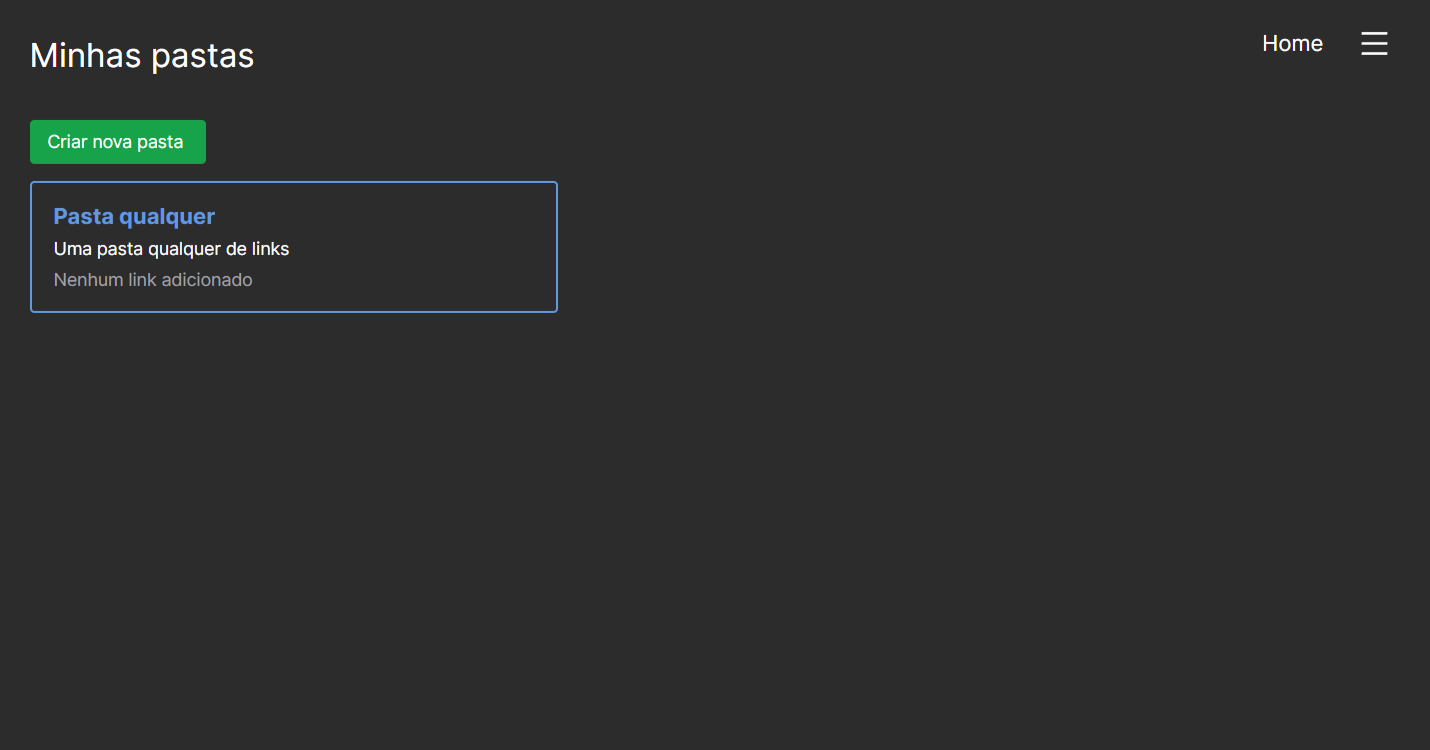 Minhas pastas
Home
Criar nova pasta
Pasta qualquer
Uma pasta qualquer de links
Nenhum link adicionado